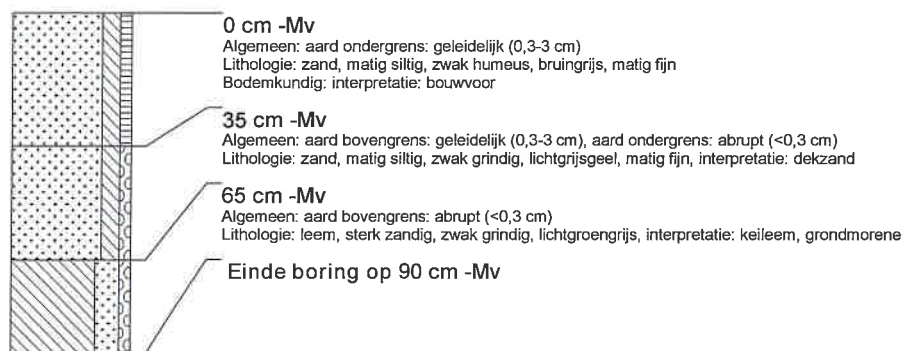 0 cm -Mv
Algemeen: aard ondergrens: geleidelijk (0,3-3 cm)
Lithologie: zand, matig siltig, zwak humeus, bruingrijs, matig fijn
Bodemkundig: interpretatie: bouwvoor
35 cm -Mv
Algemeen: aard bovengrens: geleidelijk (0,3-3 cm), aard ondergrens: abrupt (<0,3 cm)
Lithologie: zand, matig siltig, zwak grindig, lichtgrijsgeel, matig fijn, interpretatie: dekzand
65 cm -Mv
Algemeen: aard bovengrens: abrupt (<0,3 cm)
Lithologie: leem, sterk zandig, zwak grindig, lichtgroengrijs, interpretatie: keileem, grondmorene
Einde boring op 90 cm -Mv